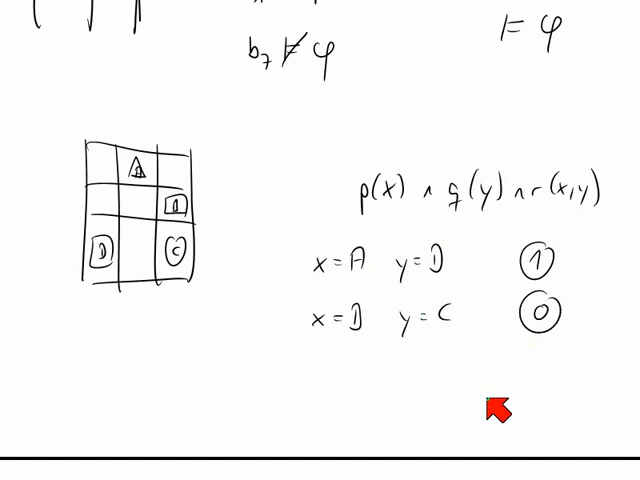 ⊨ φ
b₇ ⊭ φ
A
D C
p(x) ∧ q(y) ∧ r(x,y)
x = A y = D 1
x = D y = C 0